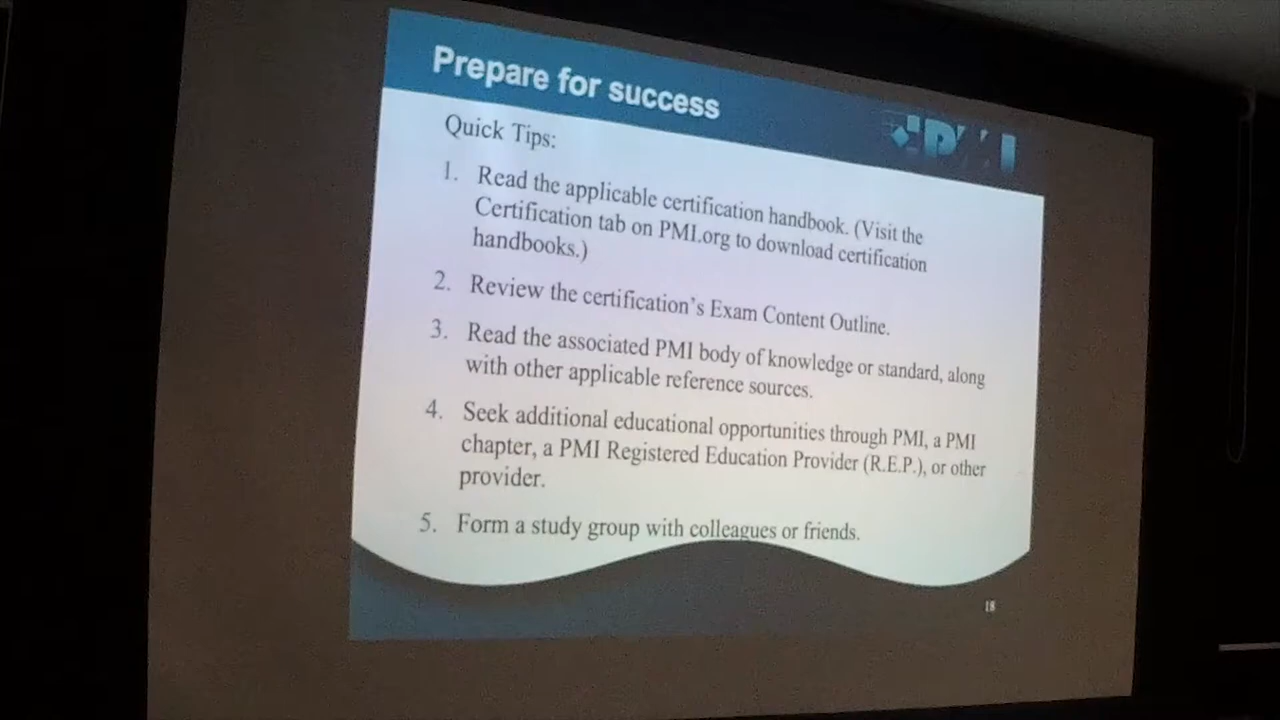 Prepare for success
PMI
Quick Tips:
1. Read the applicable certification handbook. (Visit the
Certification tab on PMI.org to download certification
handbooks.)
2. Review the certification's Exam Content Outline.
3. Read the associated PMI body of knowledge or standard, along
with other applicable reference sources.
4. Seek additional educational opportunities through PMI, a PMI
chapter, a PMI Registered Education Provider (R.E.P.), or other
provider.
5. Form a study group with colleagues or friends.
18